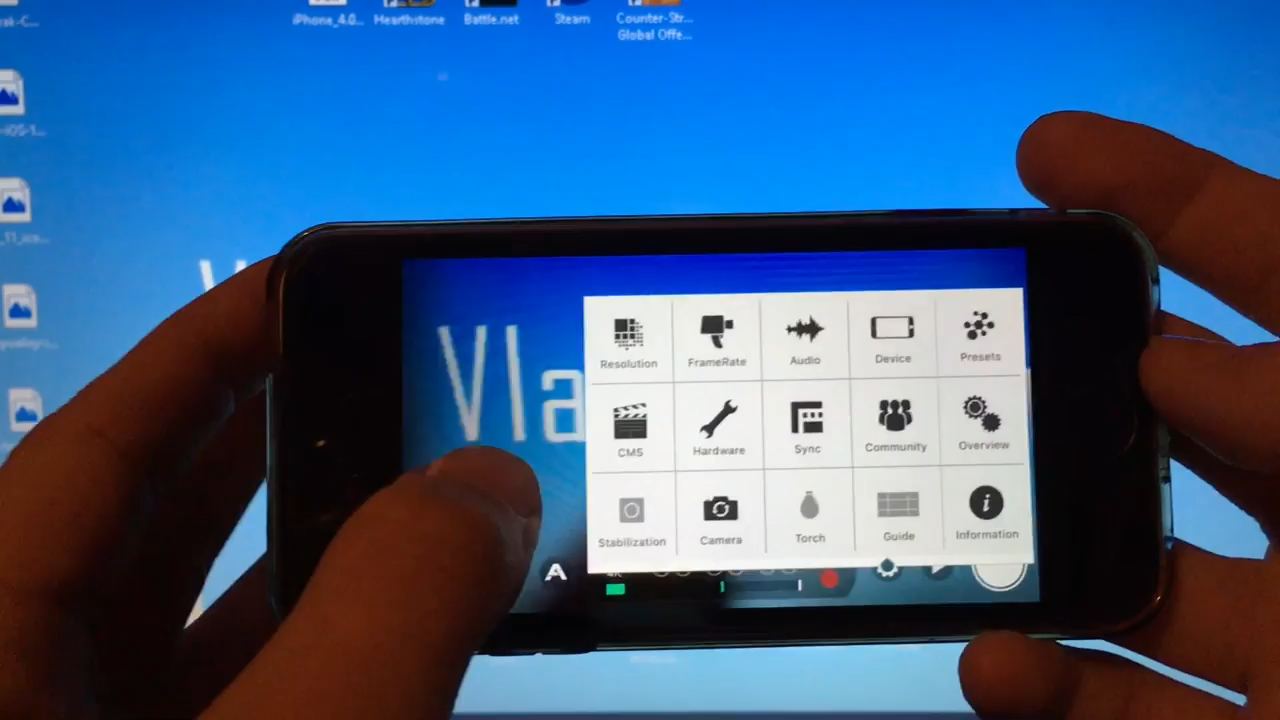 iPhone_4.0...
Hearthstone
Battle.net
Steam
Counter-Str...
Global Offe...
Vla
Resolution
FrameRate
Audio
Device
Presets
CMS
Hardware
Sync
Community
Overview
Stabilization
Camera
Torch
Guide
Information
A